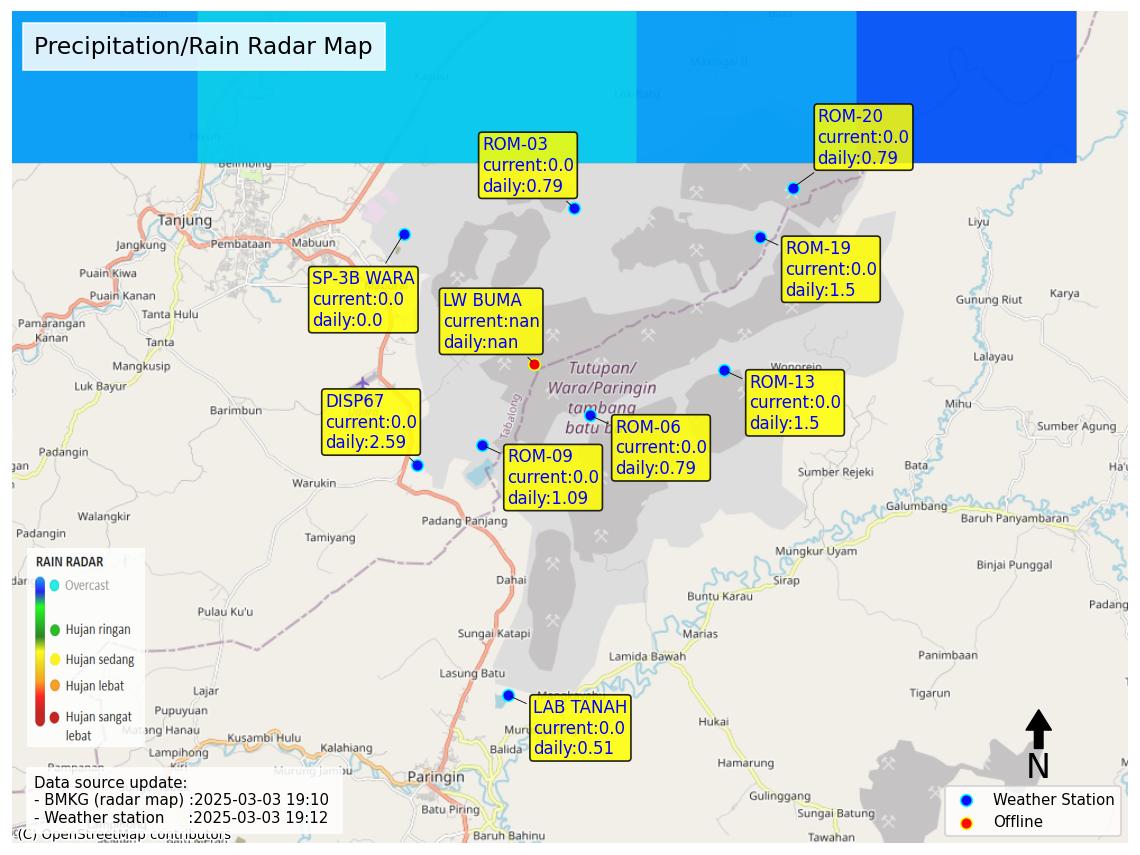 Precipitation/Rain Radar Map
Belimbing
Tanjung
Jangkung
Pembataan
Mabuun
Puain Kiwa
Puain Kanan
Tanta Hulu
Pamarangan
Kanan
Tanta
Mangkusip
Luk Bayur
Barimbun
Padangin
Warukin
Walangkir
Padangin
Tamiyang
Padang Panjang
Dahai
Pulau Ku'u
Sungai Katapi
Lasung Batu
Lajar
Pupuyuan
Matang Hanau
Lampihong
Kusambi Hulu
Kalahiang
Murung Jambu
Paringin
Balida
Batu Piring
Baruh Bahinu
Liyu
Gunung Riut
Karya
Lalayau
Wonorejo
Mihu
Sumber Agung
Sumber Rejeki
Bata
Galumbang
Baruh Panyambaran
Mungkur Uyam
Binjai Punggal
Sirap
Buntu Karau
Marias
Lamida Bawah
Panimbaan
Tigarun
Hukai
Hamarung
Gulinggang
Sungai Batung
Tawahan
Tabalong
Tutupan/
Wara/Paringin
tambang
ROM-03
current:0.0
daily:0.79
ROM-20
current:0.0
daily:0.79
ROM-19
current:0.0
daily:1.5
SP-3B WARA
current:0.0
daily:0.0
LW BUMA
current:nan
daily:nan
ROM-13
current:0.0
daily:1.5
DISP67
current:0.0
daily:2.59
ROM-06
current:0.0
daily:0.79
ROM-09
current:0.0
daily:1.09
LAB TANAH
current:0.0
daily:0.51
RAIN RADAR
Overcast
Hujan ringan
Hujan sedang
Hujan lebat
Hujan sangat
lebat
Data source update:
- BMKG (radar map) :2025-03-03 19:10
- Weather station :2025-03-03 19:12
(C) OpenStreetMap contributors
N
Weather Station
Offline